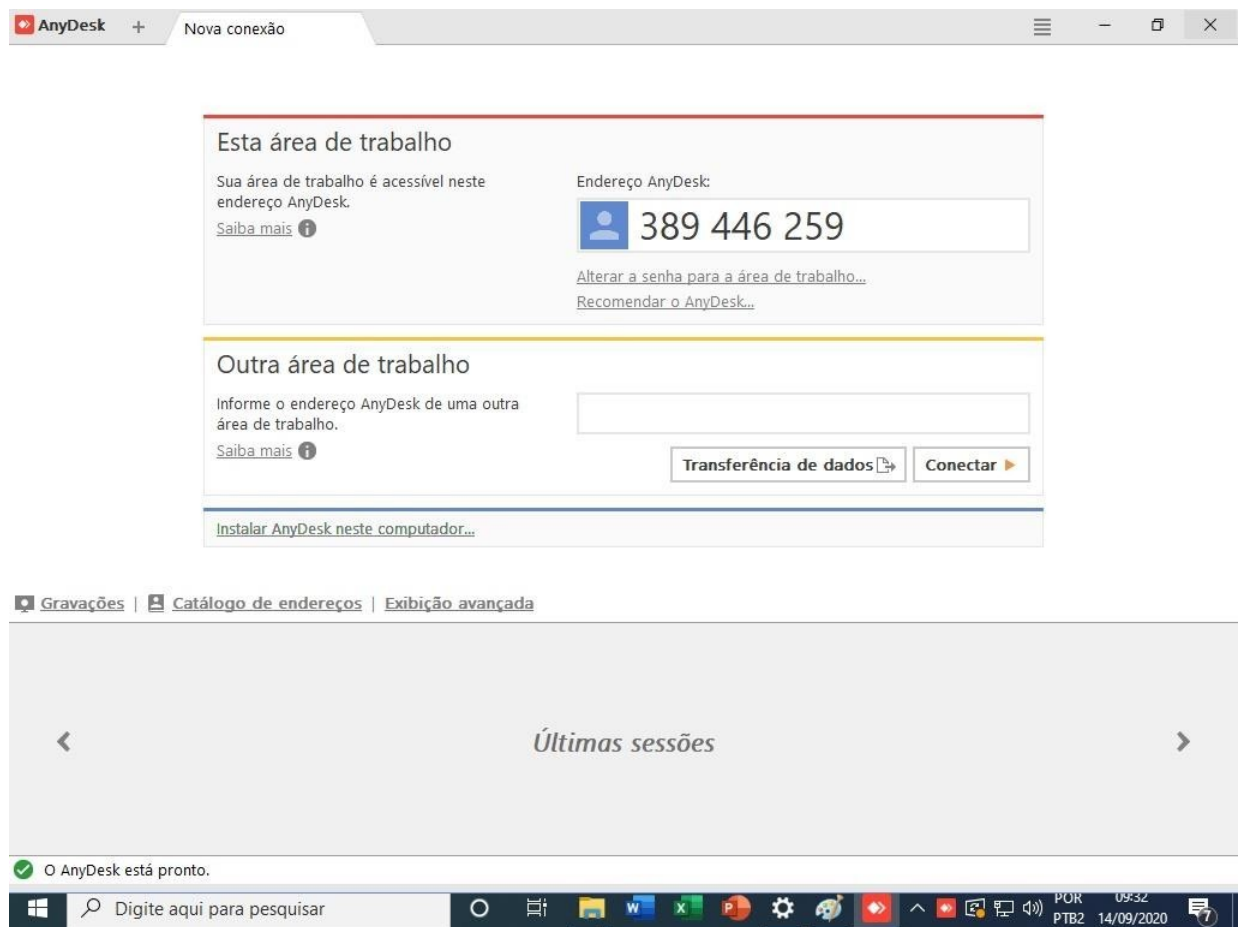 AnyDesk
+
Nova conexão
Esta área de trabalho
Sua área de trabalho é acessível neste
endereço AnyDesk.
Saiba mais
Endereço AnyDesk:
389 446 259
Alterar a senha para a área de trabalho...
Recomendar o AnyDesk...
Outra área de trabalho
Informe o endereço AnyDesk de uma outra
área de trabalho.
Saiba mais
Transferência de dados
Conectar
Instalar AnyDesk neste computador...
Gravações | Catálogo de endereços | Exibição avançada
Últimas sessões
O AnyDesk está pronto.
Digite aqui para pesquisar
W
X
P
POR
PTB2
09:32
14/09/2020
7